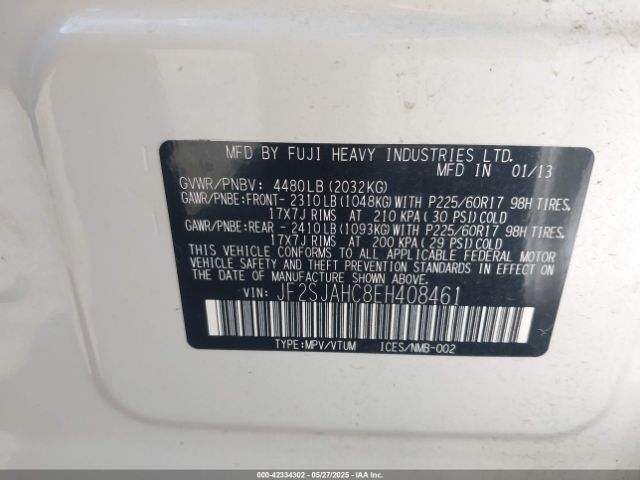 MFD BY FUJI HEAVY INDUSTRIES LTD.
MFD IN 01/13
GVWR/PNBV: 4480LB(2032KG)
GAWR/PNBE:FRONT- 2310LB(1048KG)WITH P225/60R17 98H TIRES,
17X7J RIMS AT 210 KPA(30 PSI)COLD
GAWR/PNBE:REAR - 2410LB(1093KG)WITH P225/60R17 98H TIRES,
17X7J RIMS AT 200 KPA(29 PSI)COLD
THIS VEHICLE CONFORMS TO ALL APPLICABLE FEDERAL MOTOR
VEHICLE SAFETY STANDARDS IN EFFECT ON
THE DATE OF MANUFACTURE SHOWN ABOVE.
VIN: JF2SJAHC8EH408461
TYPE:MPV/VTUM ICES/NMB-002
000-42334302 - 05/27/2025 - IAA Inc.